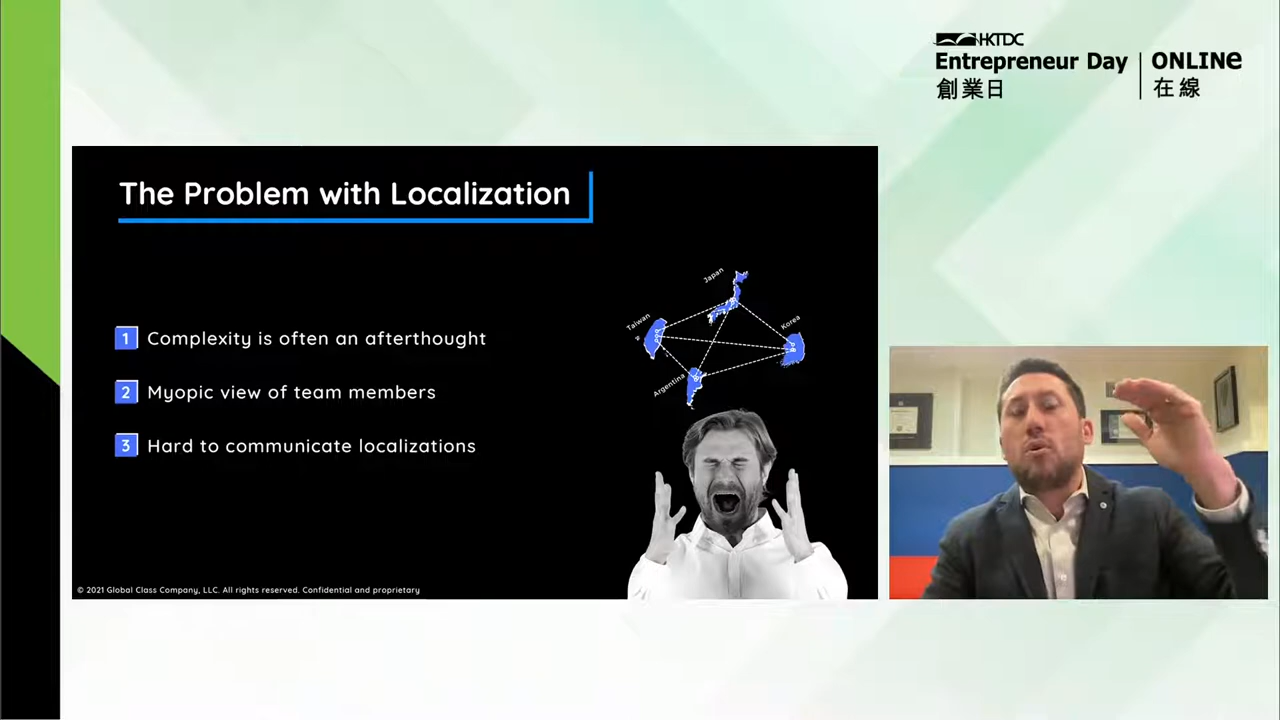 HKTDC
Entrepreneur Day
創業日
ONLINe
在線
The Problem with Localization
1 Complexity is often an afterthought
2 Myopic view of team members
3 Hard to communicate localizations
Japan
Taiwan
Korea
Argentina
© 2021 Global Class Company, LLC. All rights reserved. Confidential and proprietary